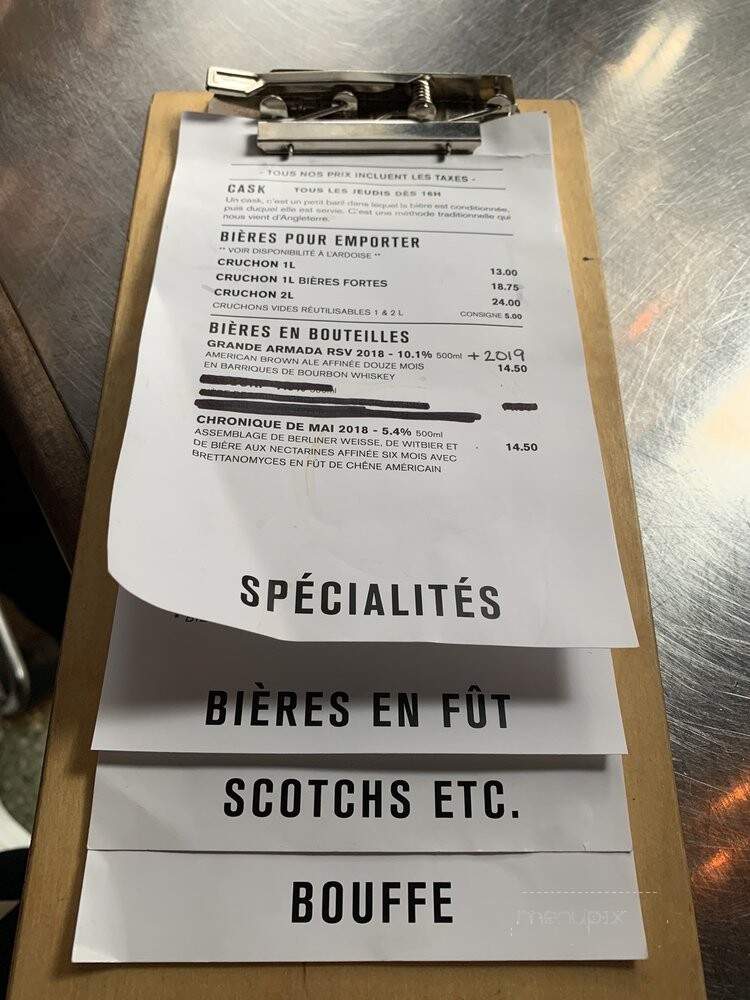 - TOUS NOS PRIX INCLUENT LES TAXES -
CASK TOUS LES JEUDIS DÈS 16H
Un cask, c'est un petit baril dans lequel la bière est conditionnée,
puis duquel elle est servie. C'est une méthode traditionnelle qui
nous vient d'Angleterre.
BIÈRES POUR EMPORTER
** VOIR DISPONIBILITÉ À L'ARDOISE **
CRUCHON 1L 13.00
CRUCHON 1L BIÈRES FORTES 18.75
CRUCHON 2L 24.00
CRUCHONS VIDES RÉUTILISABLES 1 & 2 L CONSIGNE 5.00
BIÈRES EN BOUTEILLES
GRANDE ARMADA RSV 2018 - 10.1% 500ml + 2019
AMERICAN BROWN ALE AFFINÉE DOUZE MOIS 14.50
EN BARRIQUES DE BOURBON WHISKEY
CHRONIQUE DE MAI 2018 - 5.4% 500ml
ASSEMBLAGE DE BERLINER WEISSE, DE WITBIER ET 14.50
DE BIÈRE AUX NECTARINES AFFINÉE SIX MOIS AVEC
BRETTANOMYCES EN FÛT DE CHÊNE AMÉRICAIN
SPÉCIALITÉS
BIÈRES EN FÛT
SCOTCHS ETC.
BOUFFE
menupix